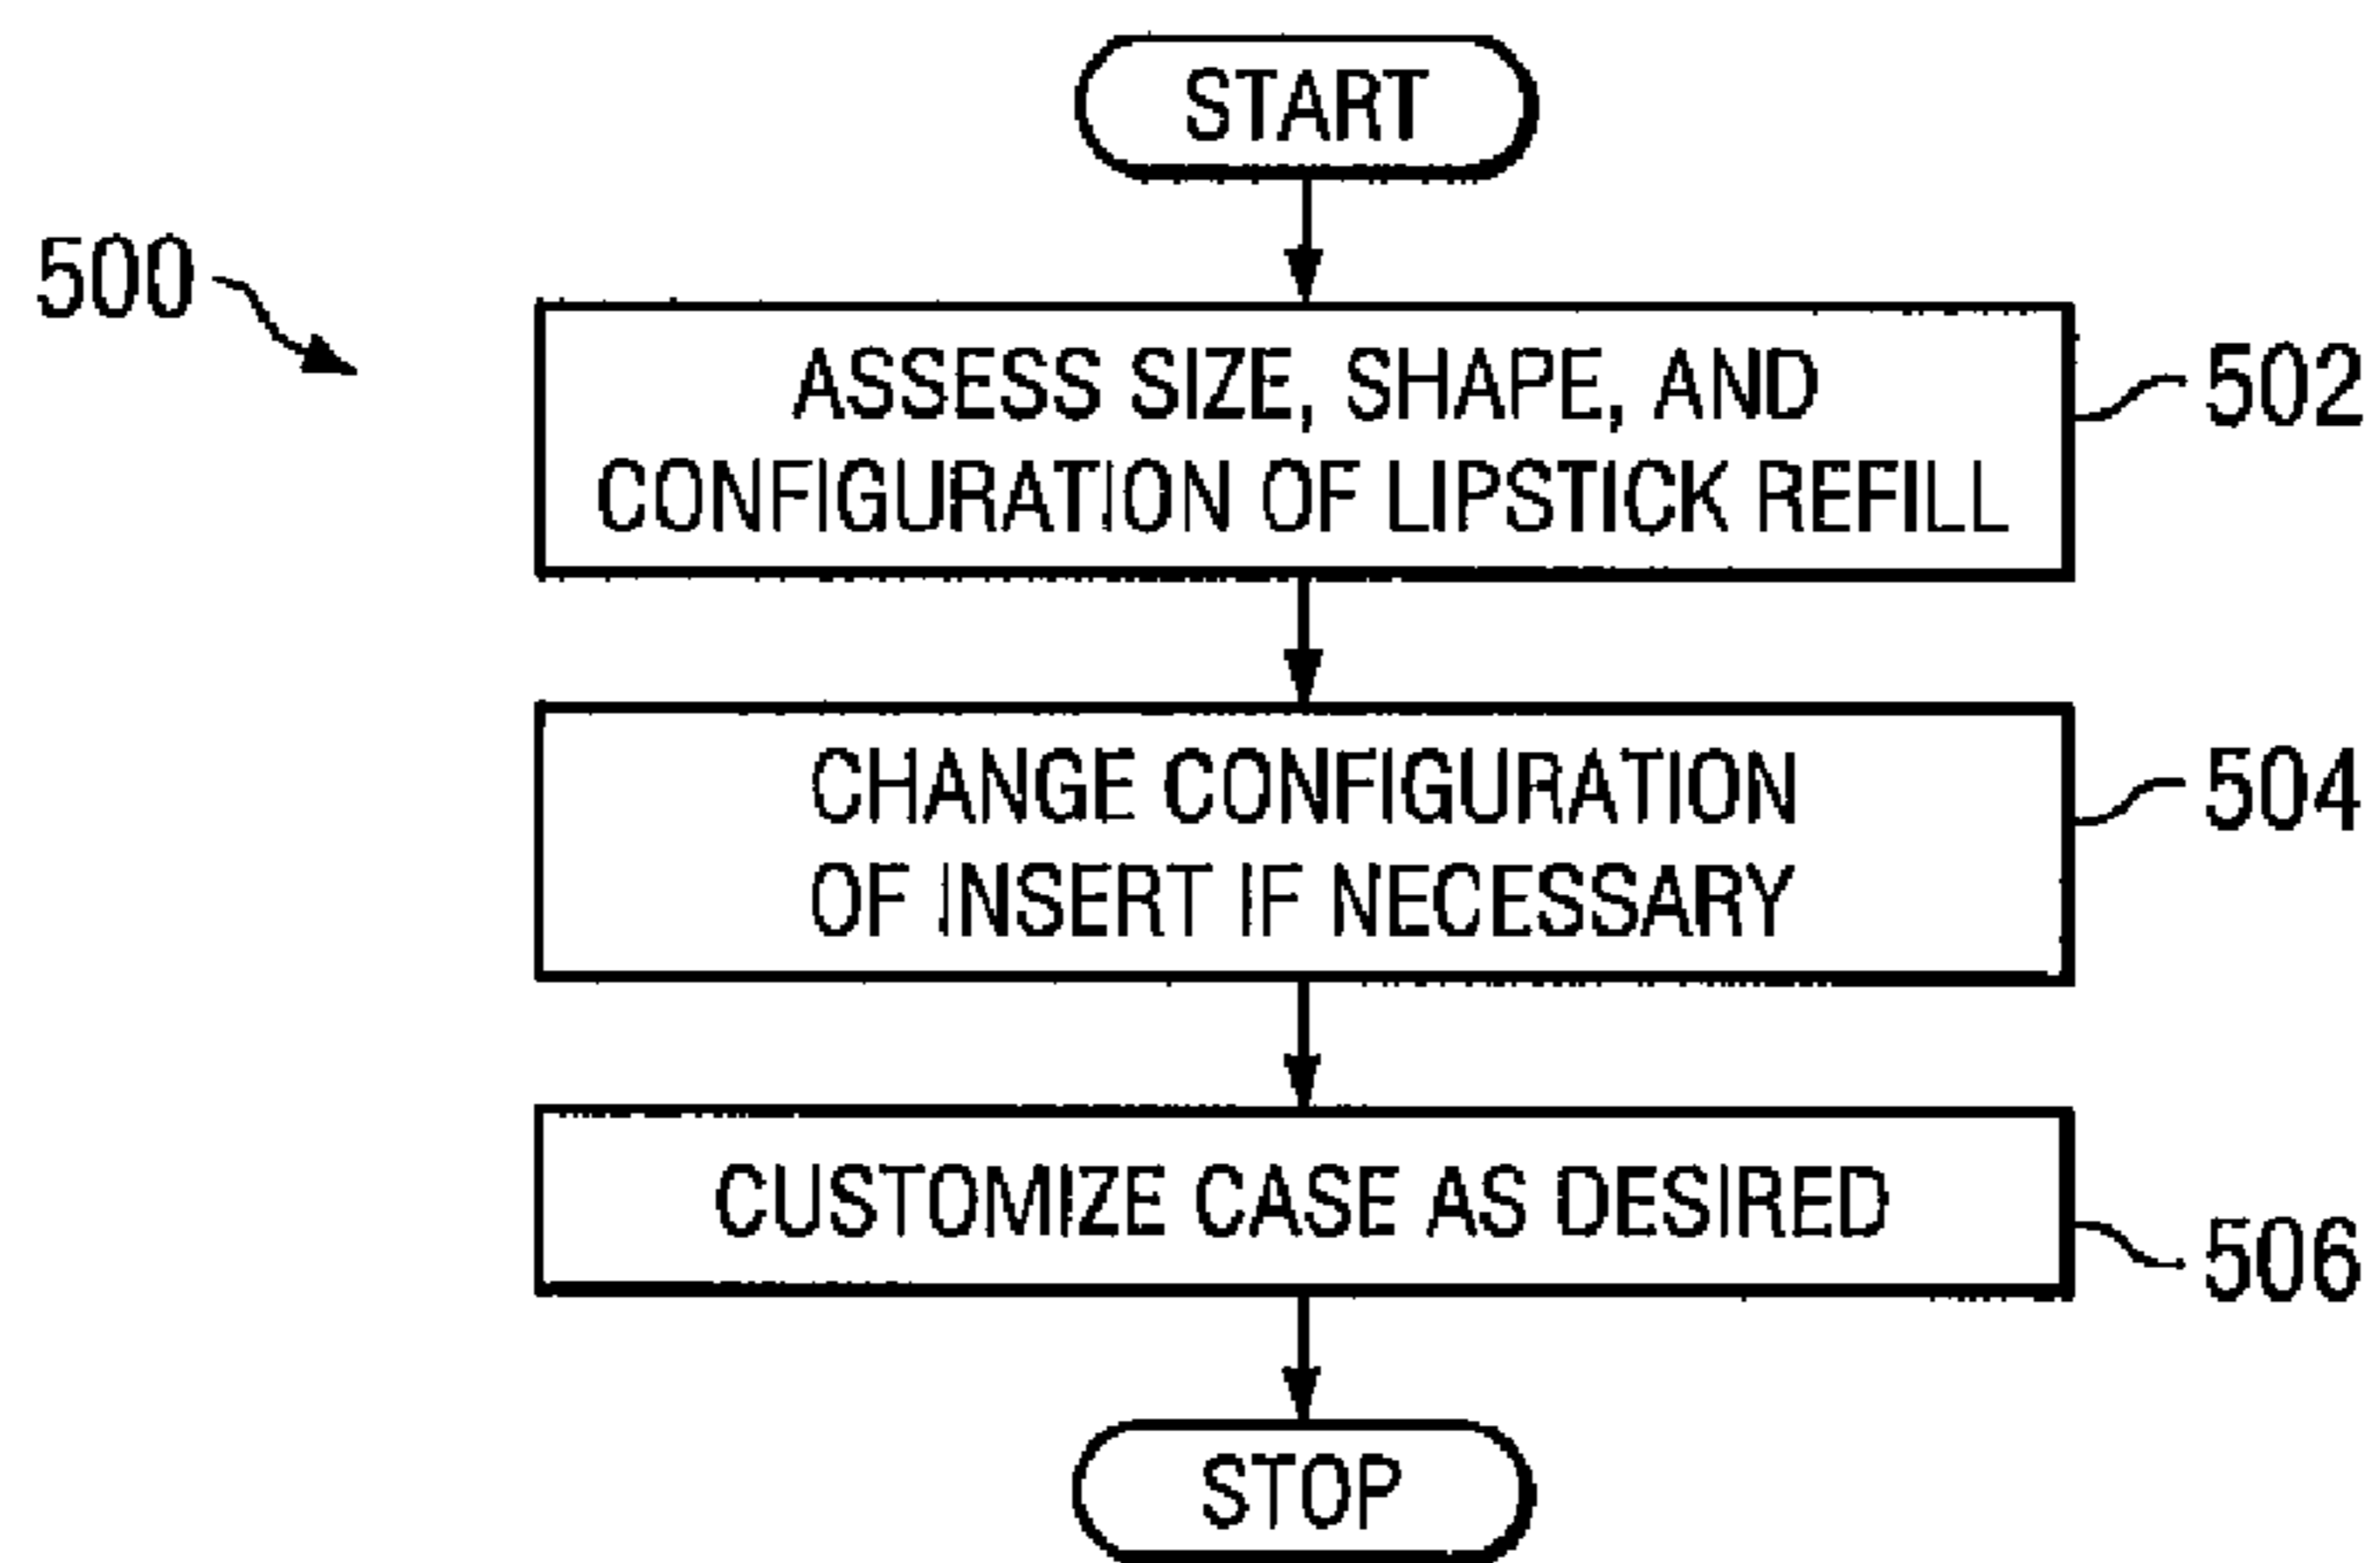 START
500
ASSESS SIZE, SHAPE, AND
CONFIGURATION OF LIPSTICK REFILL
502
CHANGE CONFIGURATION
OF INSERT IF NECESSARY
504
CUSTOMIZE CASE AS DESIRED
506
STOP